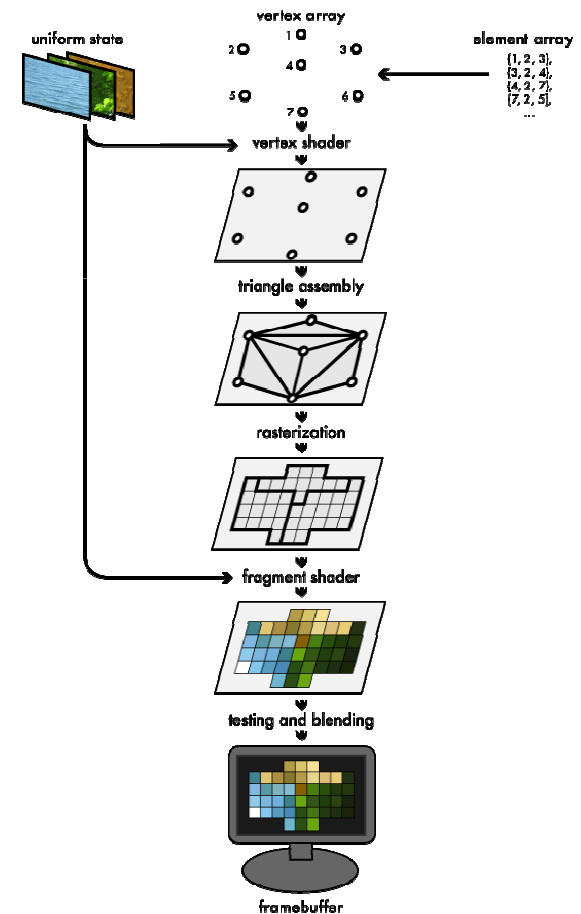 vertex array
uniform state
element array
1
2
3
4
5
6
7
{1, 2, 3},
{3, 2, 4},
{4, 2, 7},
{7, 2, 5},
...
vertex shader
triangle assembly
rasterization
fragment shader
testing and blending
framebuffer